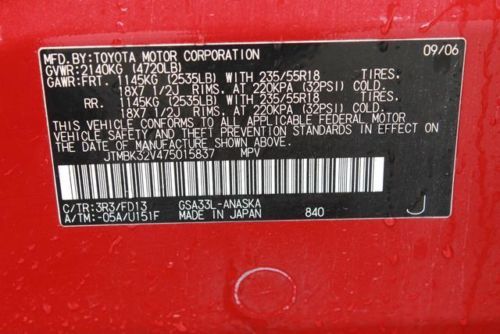 MFD.BY:TOYOTA MOTOR CORPORATION 09/06
GVWR:2140KG (4720LB)
GAWR:FRT. 1145KG (2535LB) WITH 235/55R18 TIRES.
18X7 1/2J RIMS. AT 220KPA (32PSI) COLD.
RR. 1145KG (2535LB) WITH 235/55R18 TIRES.
18X7 1/2J RIMS. AT 220KPA (32PSI) COLD.
THIS VEHICLE CONFORMS TO ALL APPLICABLE FEDERAL MOTOR
VEHICLE SAFETY AND THEFT PREVENTION STANDARDS IN EFFECT ON
THE DATE OF MANUFACTURE SHOWN ABOVE.
JTMBK32V475015837 MPV
C/TR:3R3/FD13 GSA33L-ANASKA
A/TM:-05A/U151F MADE IN JAPAN 840 J